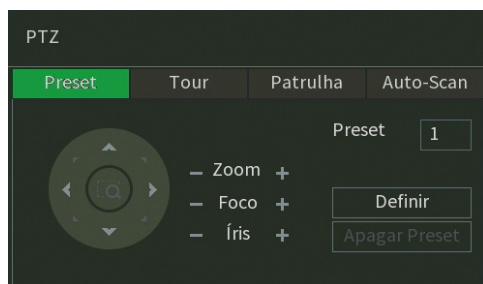 PTZ
Preset Tour Patrulha Auto-Scan
Preset 1
– Zoom +
– Foco + Definir
– Íris + Apagar Preset